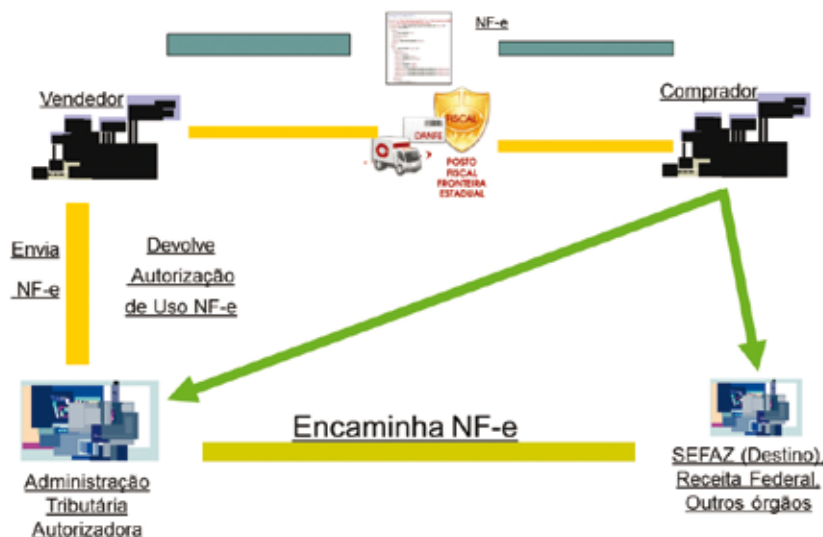 NF-e
Vendedor
Comprador
FISCAL
DANFE
POSTO
FISCAL
FRONTEIRA
ESTADUAL
Envia
NF-e
Devolve
Autorização
de Uso NF-e
Encaminha NF-e
Administração
Tributária
Autorizadora
SEFAZ (Destino),
Receita Federal,
Outros órgãos